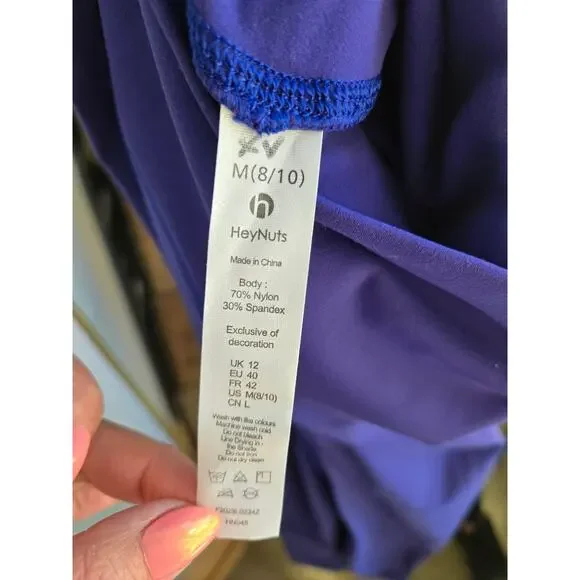 M(8/10)
h
HeyNuts
Made in China
Body :
70% Nylon
30% Spandex
Exclusive of
decoration
UK 12
EU 40
FR 42
US M(8/10)
CN L
Wash with like colours
Machine wash cold
Do not bleach
Line Drying in
the Shade
Do not iron
Do not dry clean